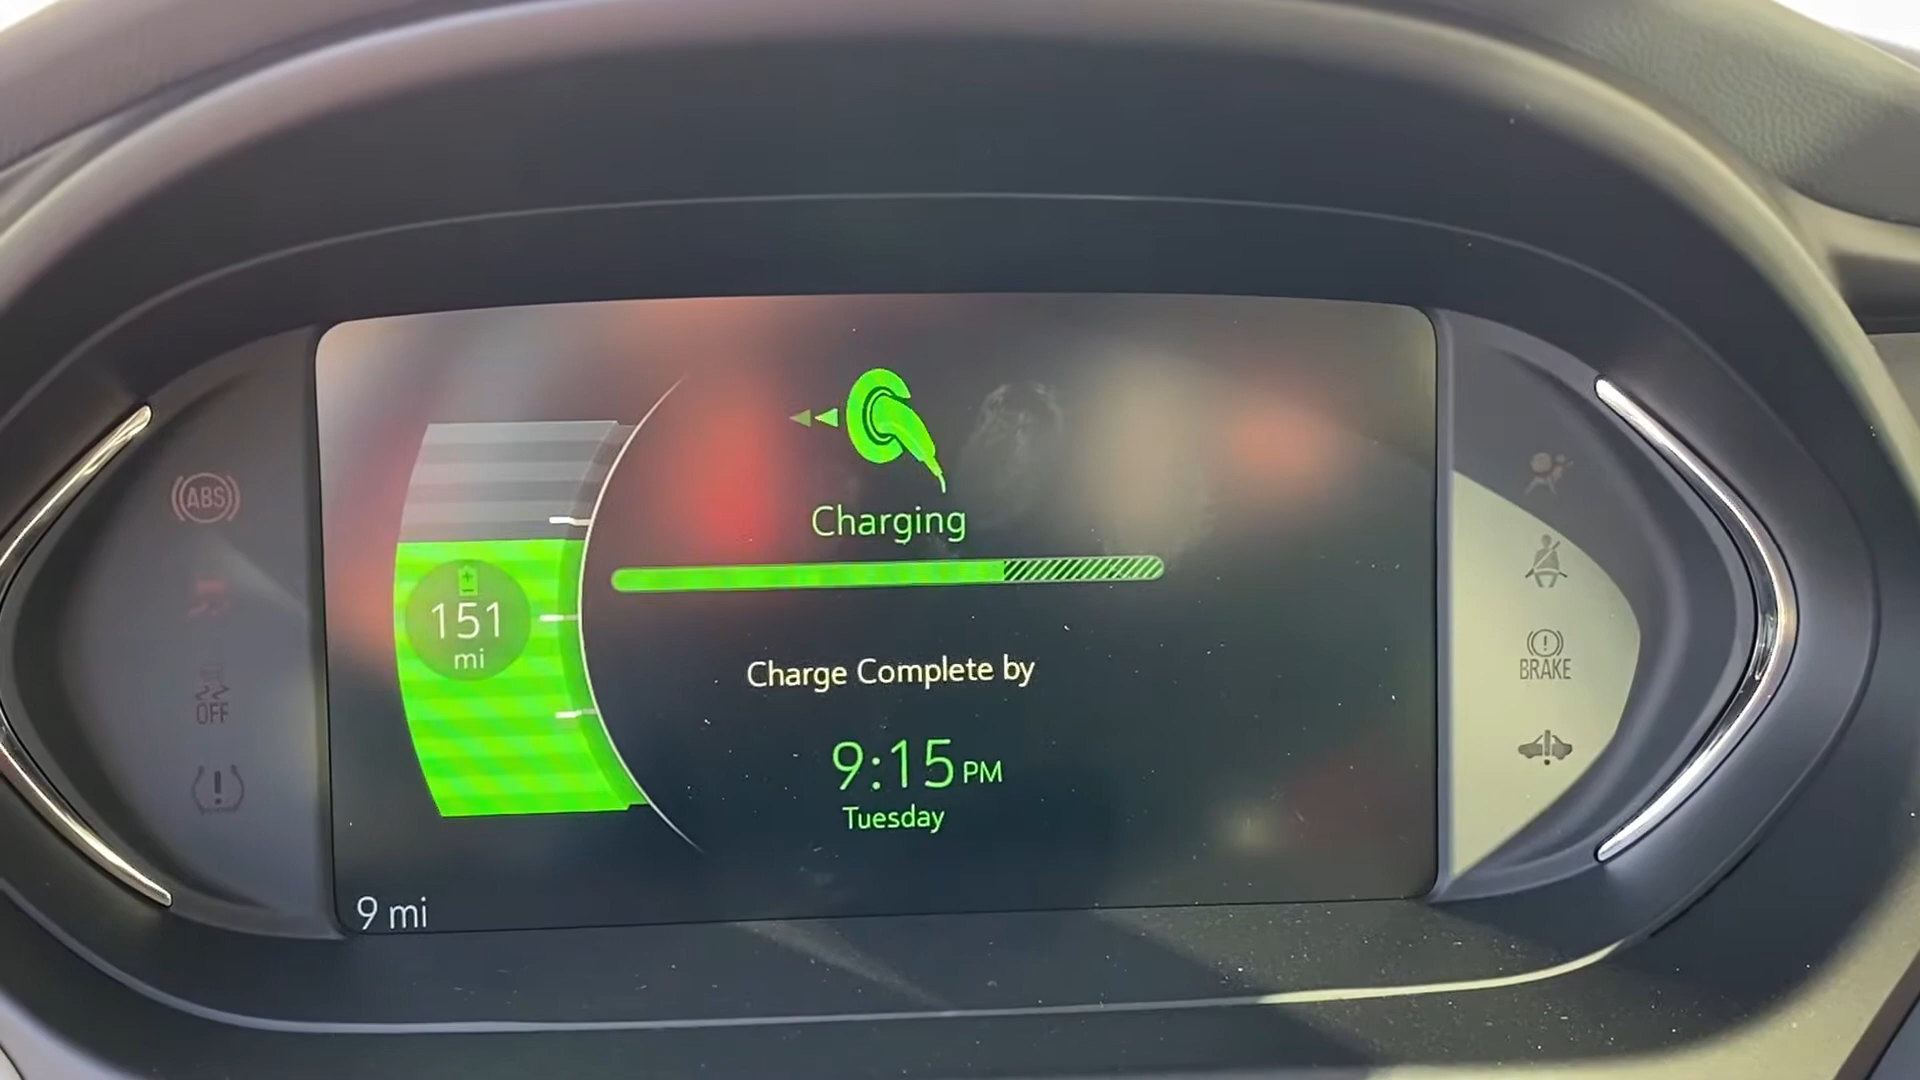 Charging
151
mi
Charge Complete by
9:15 PM
Tuesday
9 mi
ABS
OFF
BRAKE